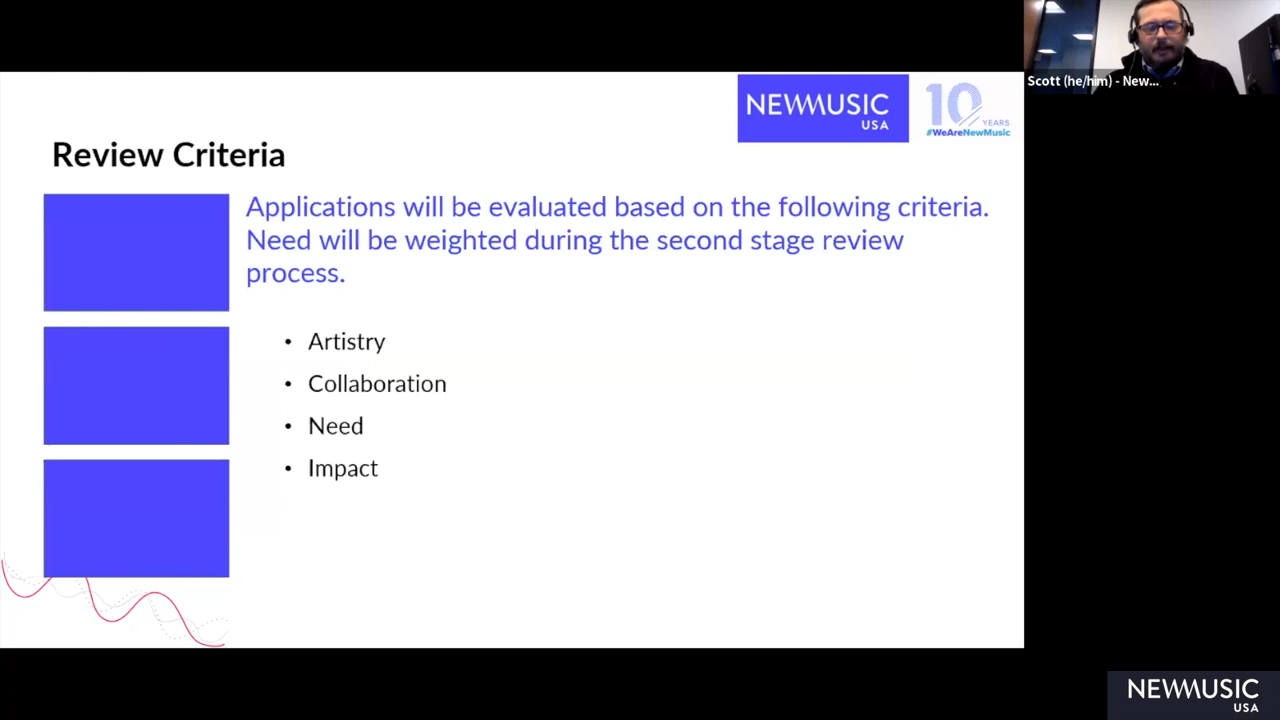 Scott (he/him) - New...
NEWMUSIC
USA
10
YEARS
#WeAreNewMusic
Review Criteria
Applications will be evaluated based on the following criteria.
Need will be weighted during the second stage review
process.
• Artistry
• Collaboration
• Need
• Impact
NEWMUSIC
USA